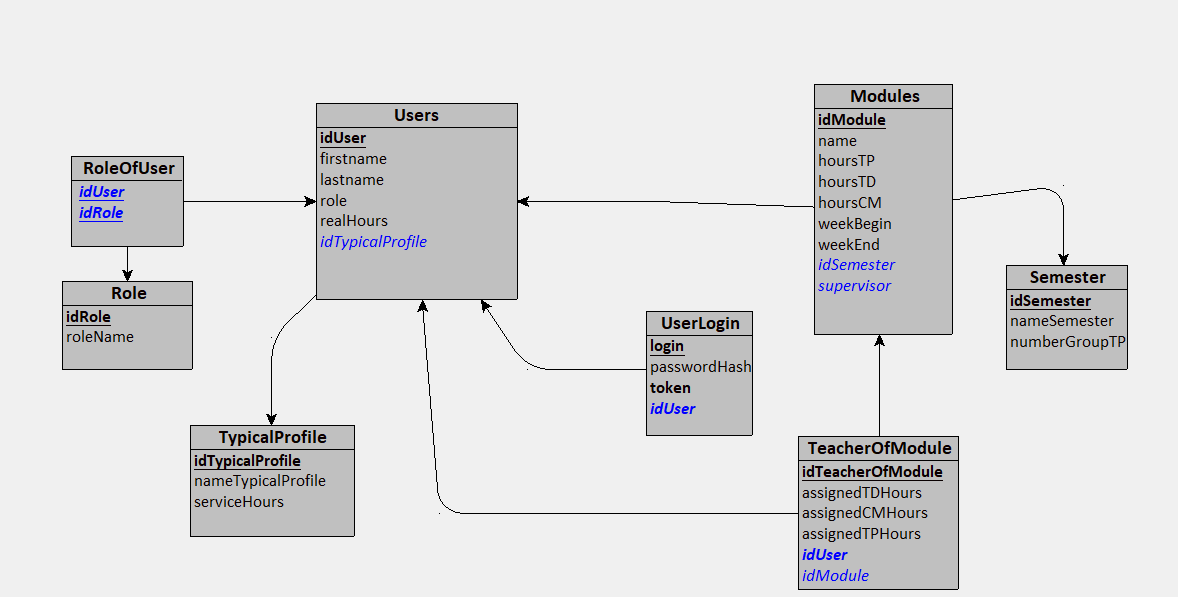 Users
idUser
firstname
lastname
role
realHours
idTypicalProfile
Modules
idModule
name
hoursTP
hoursTD
hoursCM
weekBegin
weekEnd
idSemester
supervisor
RoleOfUser
idUser
idRole
Role
idRole
roleName
Semester
idSemester
nameSemester
numberGroupTP
UserLogin
login
passwordHash
token
idUser
TypicalProfile
idTypicalProfile
nameTypicalProfile
serviceHours
TeacherOfModule
idTeacherOfModule
assignedTDHours
assignedCMHours
assignedTPHours
idUser
idModule